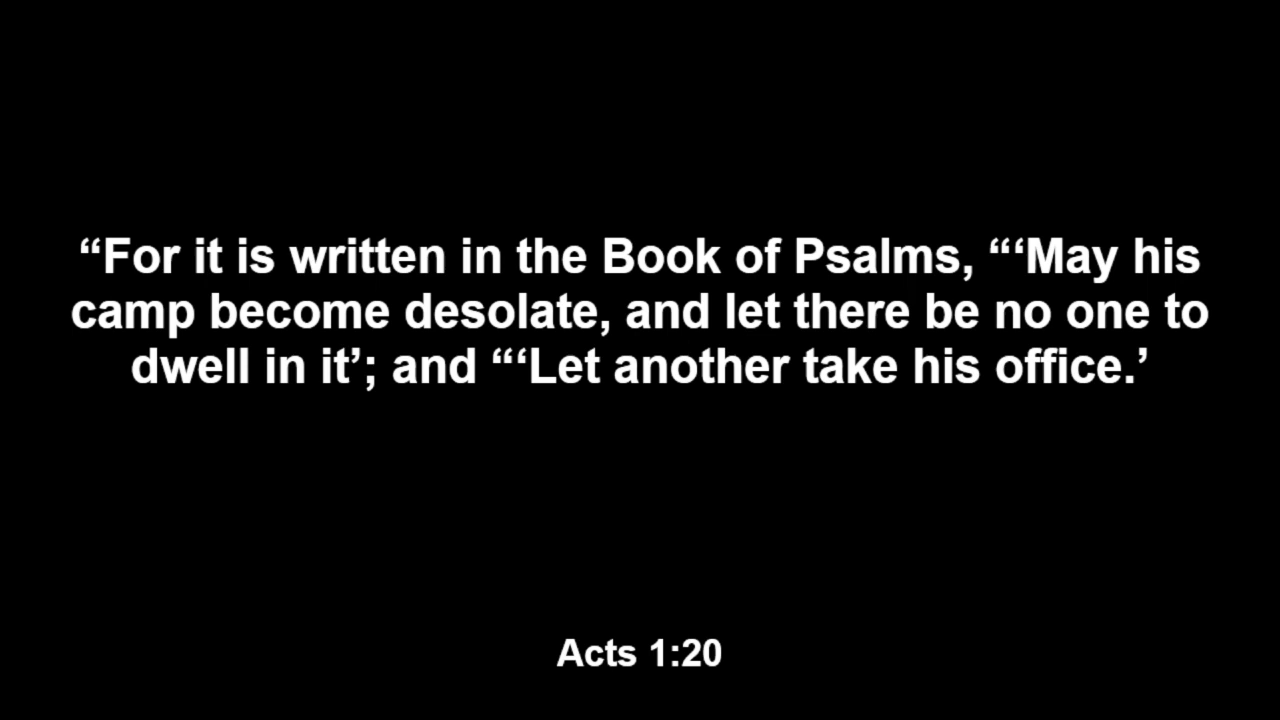 “For it is written in the Book of Psalms, “‘May his
camp become desolate, and let there be no one to
dwell in it’; and “‘Let another take his office.’
Acts 1:20